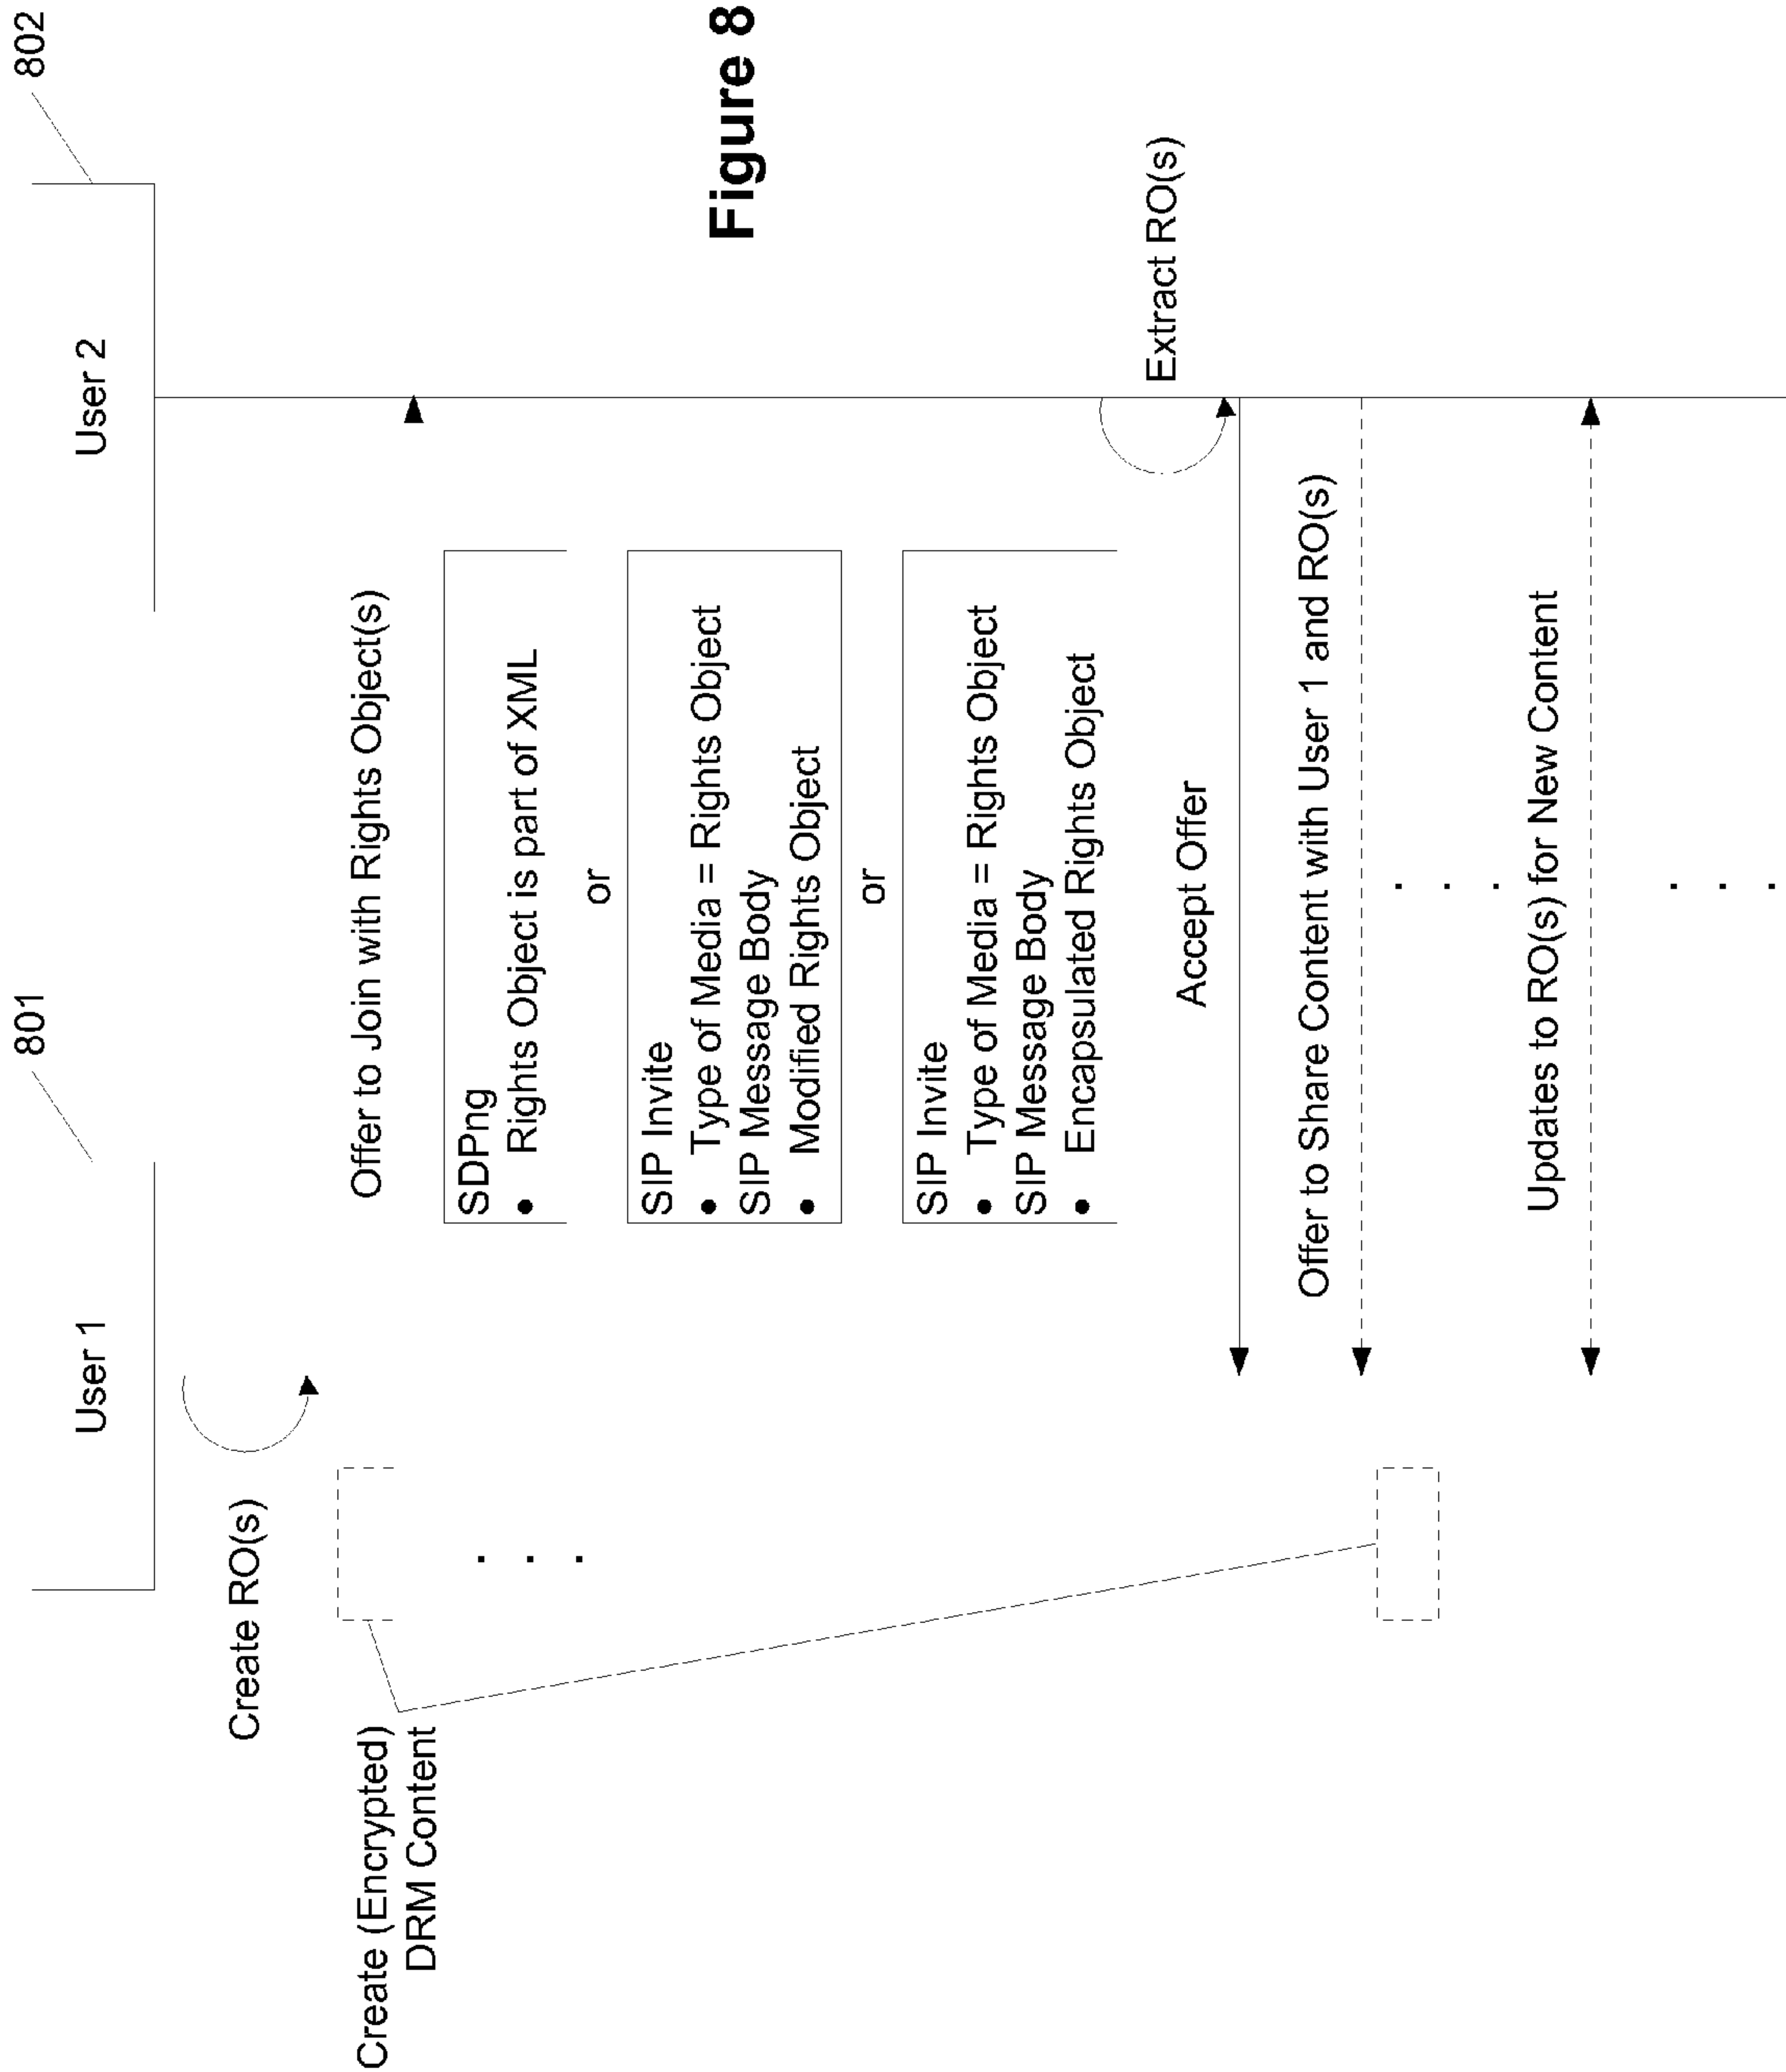 801
802
User 1
User 2
Create RO(s)
Offer to Join with Rights Object(s)
Create (Encrypted)
DRM Content
SDPng
• Rights Object is part of XML
or
SIP Invite
• Type of Media = Rights Object
SIP Message Body
• Modified Rights Object
or
SIP Invite
• Type of Media = Rights Object
SIP Message Body
• Encapsulated Rights Object
Extract RO(s)
Accept Offer
Offer to Share Content with User 1 and RO(s)
. . .
Updates to RO(s) for New Content
. . .
Figure 8